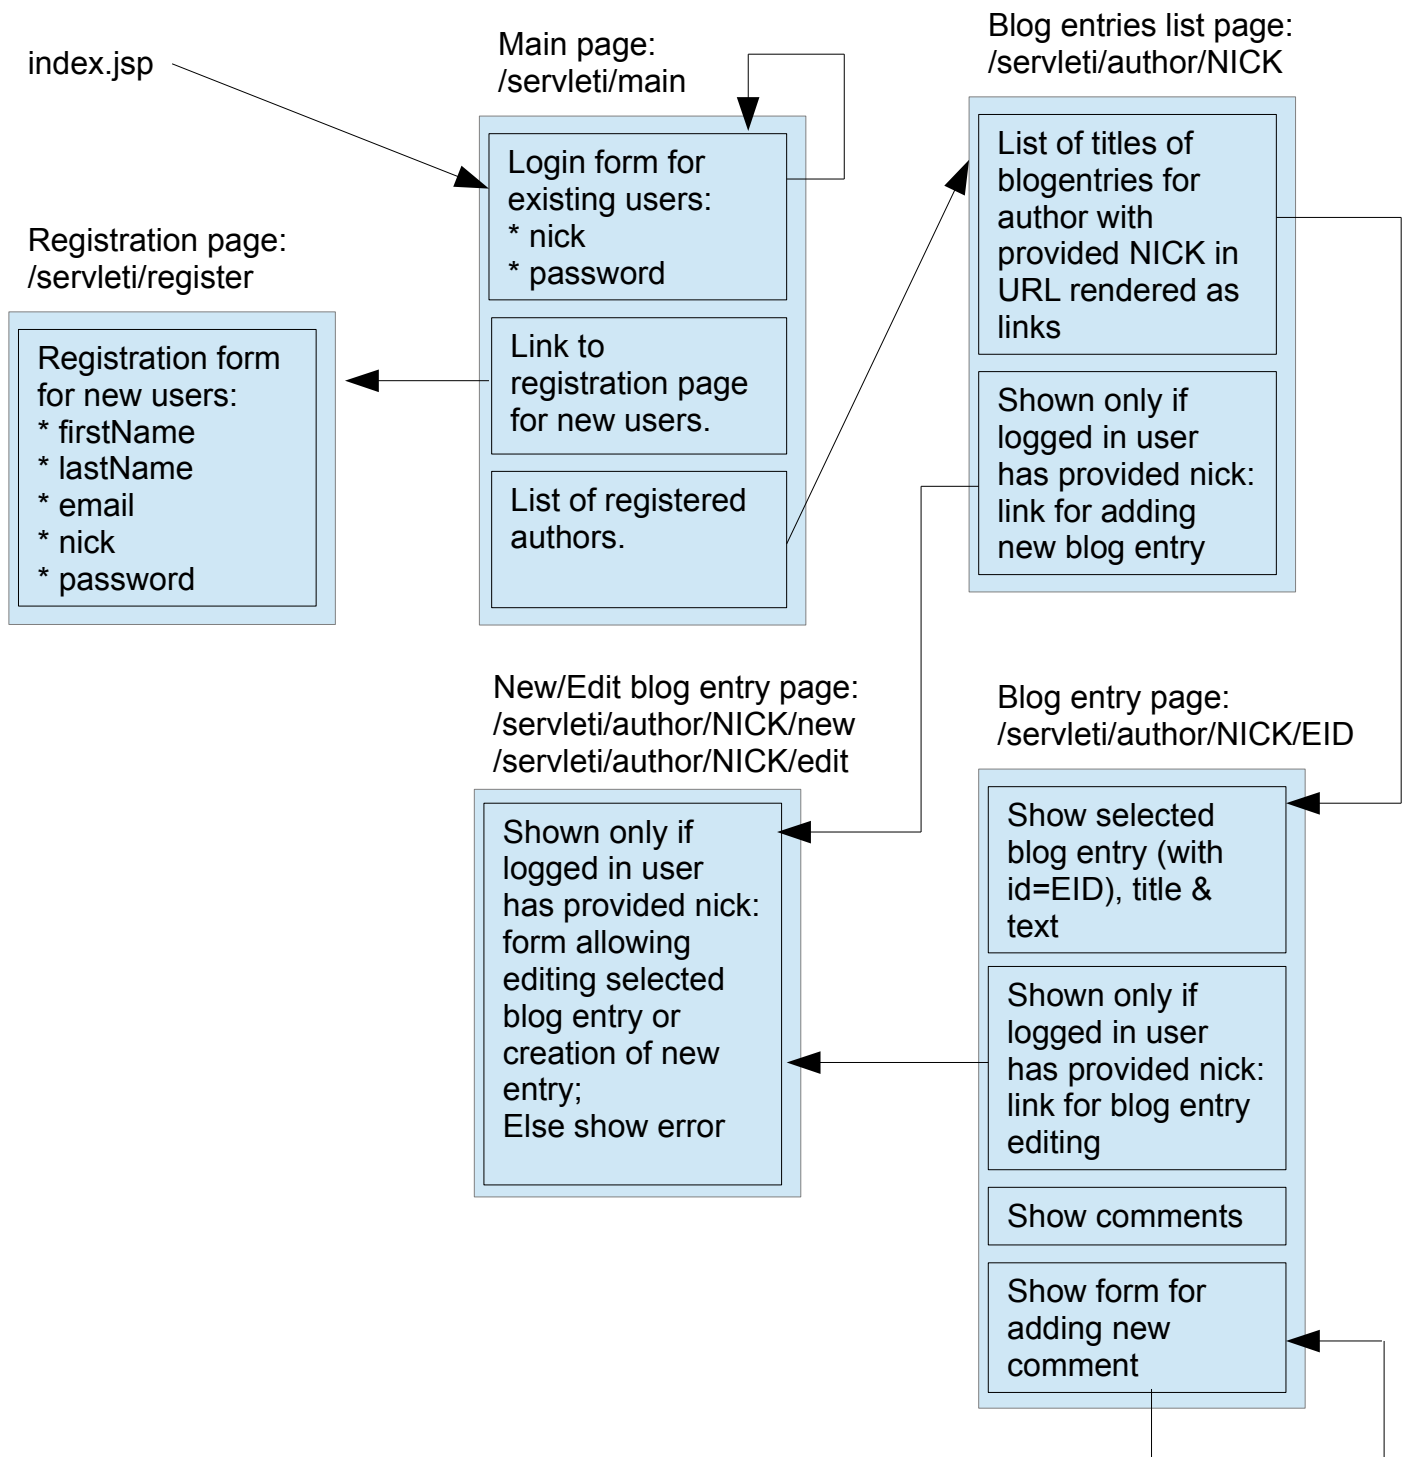 index.jsp
Main page:
/servleti/main
Login form for
existing users:
* nick
* password
Link to
registration page
for new users.
List of registered
authors.
Registration page:
/servleti/register
Registration form
for new users:
* firstName
* lastName
* email
* nick
* password
Blog entries list page:
/servleti/author/NICK
List of titles of
blogentries for
author with
provided NICK in
URL rendered as
links
Shown only if
logged in user
has provided nick:
link for adding
new blog entry
New/Edit blog entry page:
/servleti/author/NICK/new
/servleti/author/NICK/edit
Shown only if
logged in user
has provided nick:
form allowing
editing selected
blog entry or
creation of new
entry;
Else show error
Blog entry page:
/servleti/author/NICK/EID
Show selected
blog entry (with
id=EID), title &
text
Shown only if
logged in user
has provided nick:
link for blog entry
editing
Show comments
Show form for
adding new
comment